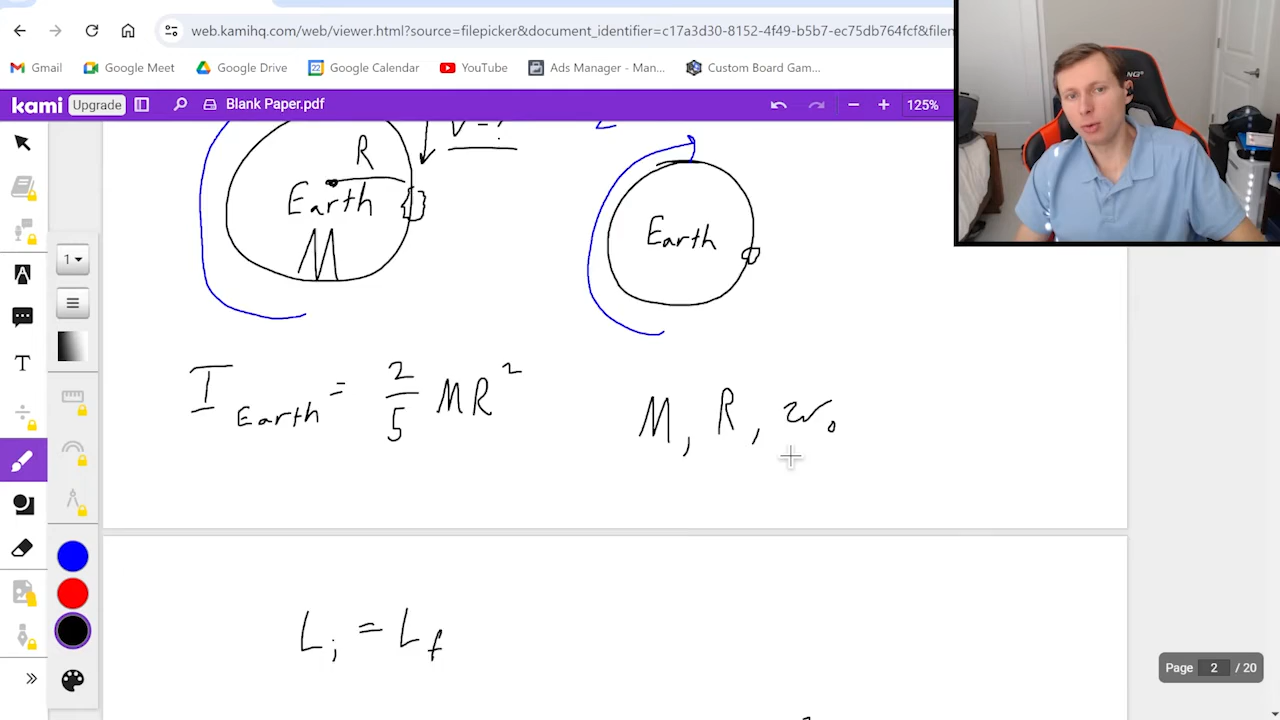 web.kamihq.com/web/viewer.html?source=filepicker&document_identifier=c17a3d30-8152-4f49-b5b7-ec75db764fcf&filen
Gmail Google Meet Google Drive 22 Google Calendar YouTube Ads Manager - Man... Custom Board Gam...
kami Upgrade Blank Paper.pdf 125%
V = ?
R
Earth
M
Earth
1
T
I Earth = 2/5 MR²
M, R, ω₀
Lᵢ = L_f
Page 2 / 20